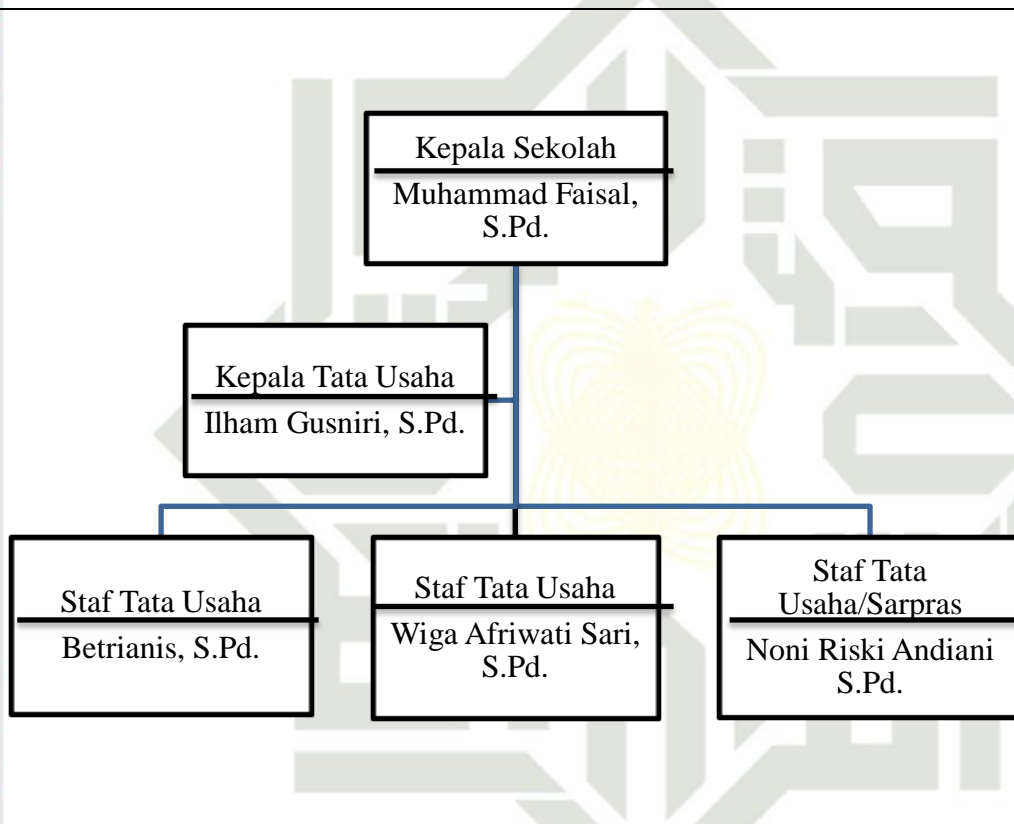 Kepala Sekolah
Muhammad Faisal,
S.Pd.
Kepala Tata Usaha
Ilham Gusniri, S.Pd.
Staf Tata Usaha
Betrianis, S.Pd.
Staf Tata Usaha
Wiga Afriwati Sari,
S.Pd.
Staf Tata
Usaha/Sarpras
Noni Riski Andiani
S.Pd.